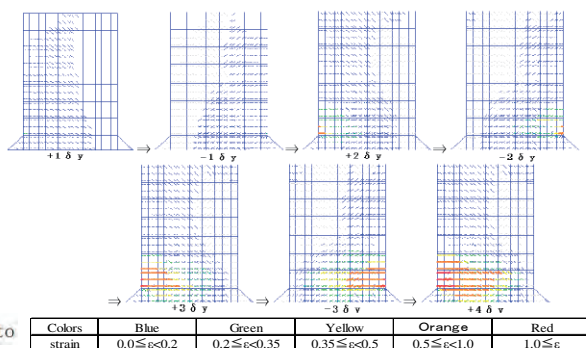 +1 δ y ⇒ -1 δ y ⇒ +2 δ y ⇒ -2 δ y
⇒ +3 δ y ⇒ -3 δ y ⇒ +4 δ y
to
Colors Blue Green Yellow Orange Red
strain 0.0≦ε<0.2 0.2≦ε<0.35 0.35≦ε<0.5 0.5≦ε<1.0 1.0≦ε